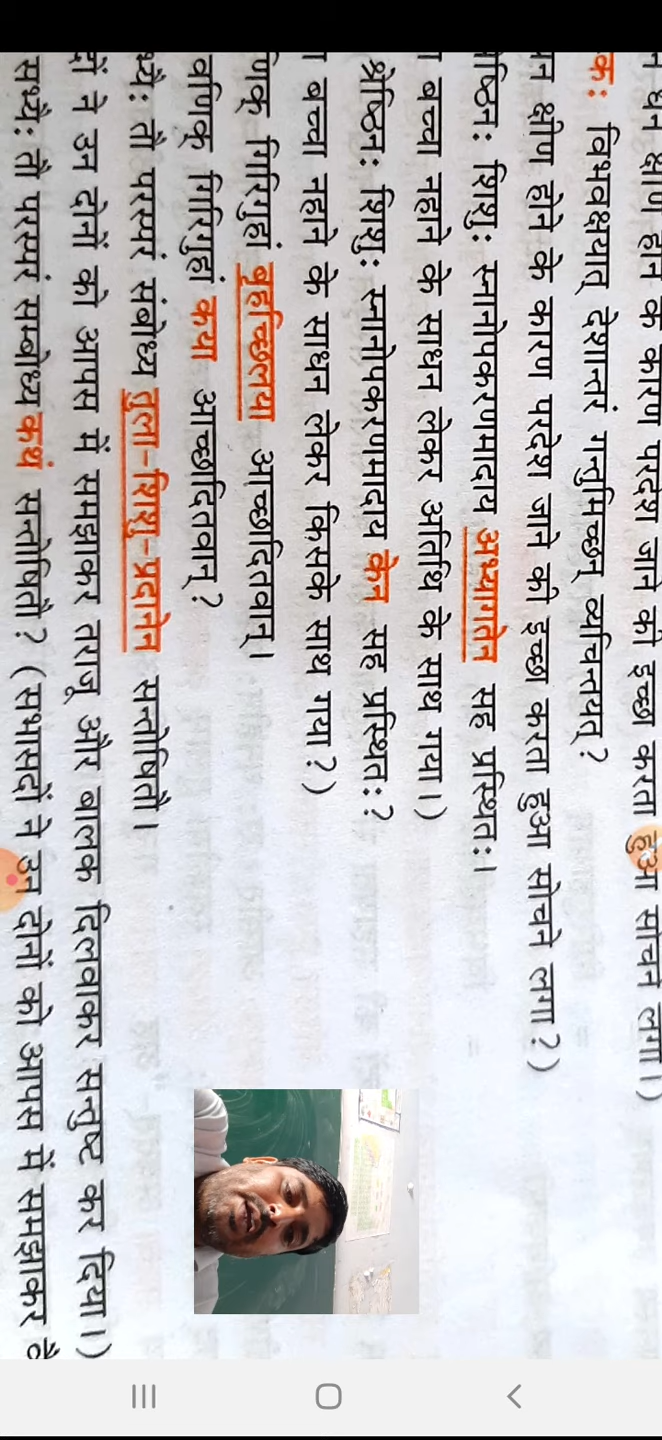 धन क्षीण होने के कारण परदेश जाने की इच्छा करता हुआ सोचने लगा।)
कः विभवक्षयात् देशान्तरं गन्तुमिच्छन् व्यचिन्तयत्?
धन क्षीण होने के कारण परदेश जाने की इच्छा करता हुआ सोचने लगा?)
शिशुः स्नानोपकरणमादाय अभ्यागतेन सह प्रस्थितः।
बच्चा नहाने के साधन लेकर अतिथि के साथ गया।)
श्रेष्ठिनः शिशुः स्नानोपकरणमादाय केन सह प्रस्थितः?
बच्चा नहाने के साधन लेकर किसके साथ गया?)
गिरिगुहां बृहच्छिलया आच्छादितवान्।
वणिक् गिरिगुहां कया आच्छादितवान्?
तौ परस्परं संबोध्य तुला-शिशु-प्रदानेन सन्तोषितौ।
ने उन दोनों को आपस में समझाकर तराजू और बालक दिलवाकर सन्तुष्ट कर दिया।)
सभ्यैः तौ परस्परं सम्बोध्य कथं सन्तोषितौ? (सभासदों ने उन दोनों को आपस में समझाकर